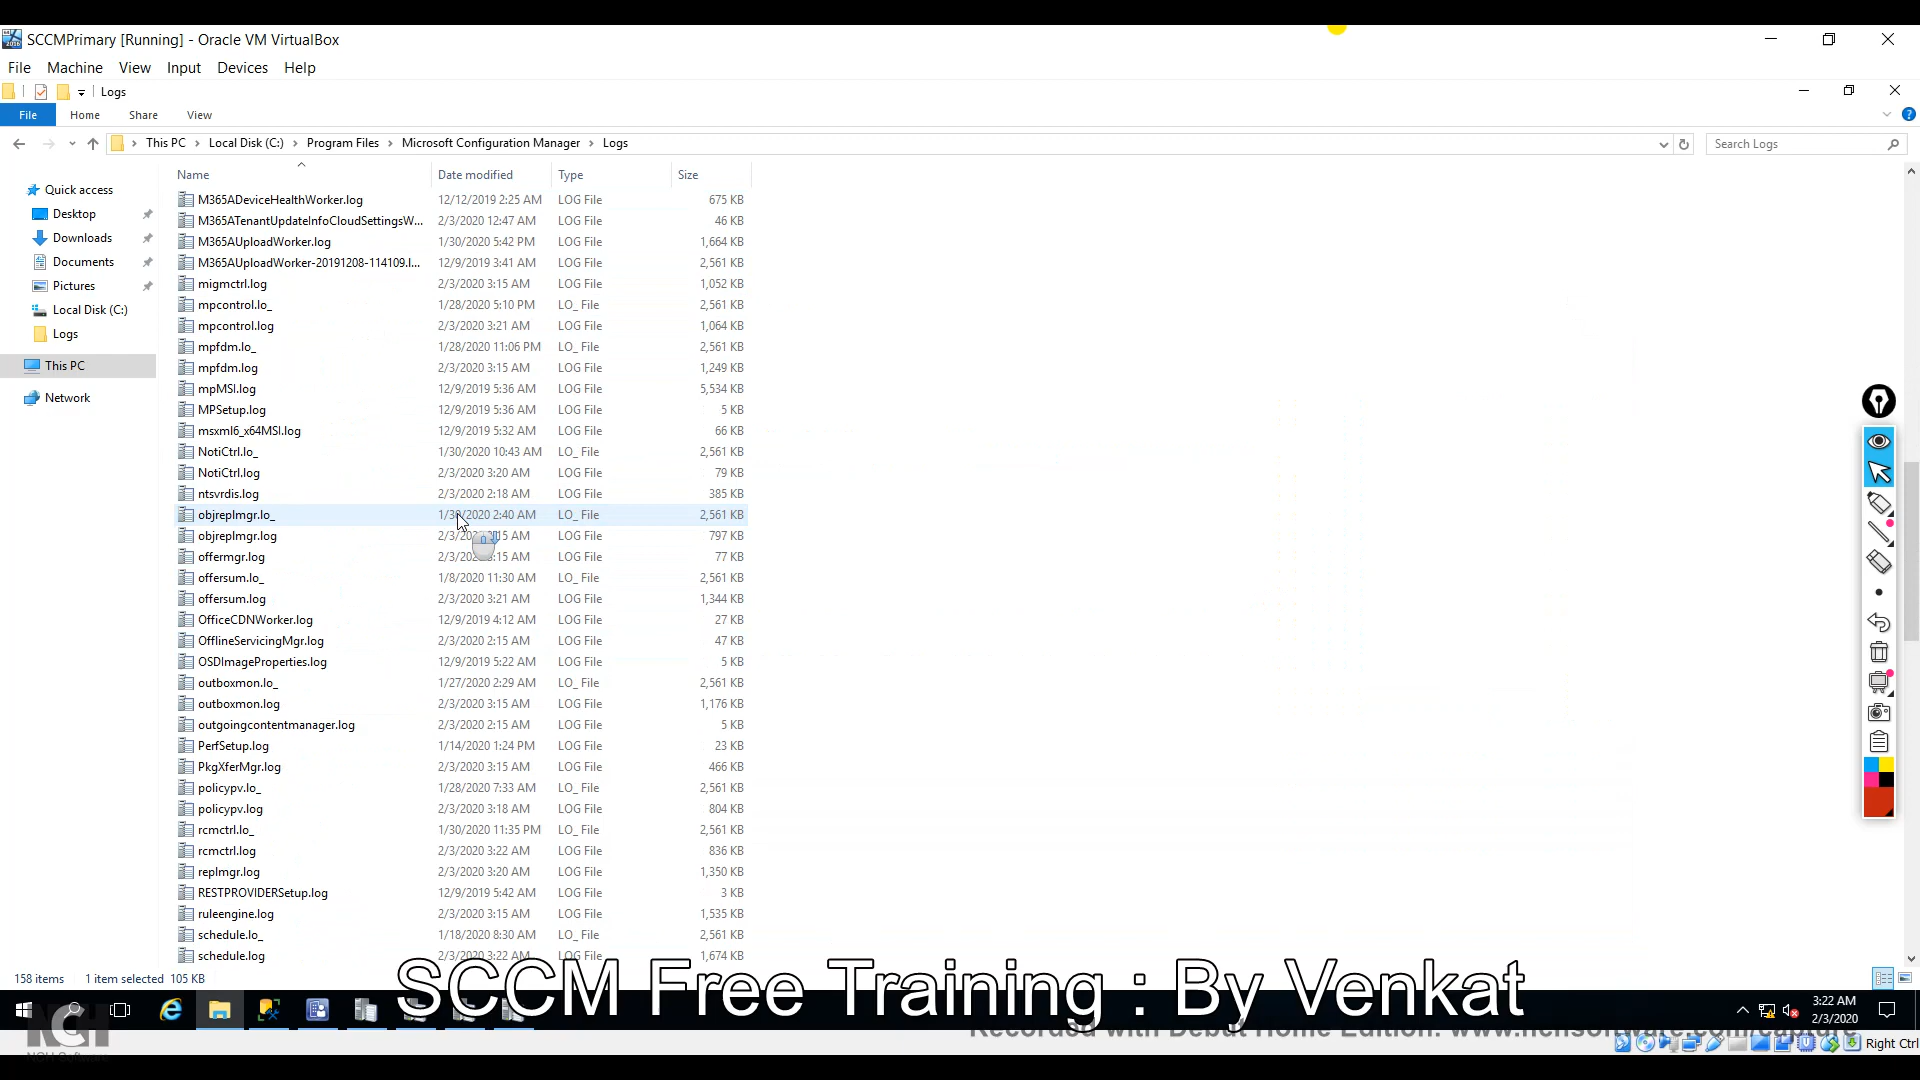 SCCMPrimary [Running] - Oracle VM VirtualBox
File Machine View Input Devices Help
Logs
File Home Share View
This PC Local Disk (C:) Program Files Microsoft Configuration Manager Logs
Search Logs
Quick access
Desktop
Downloads
Documents
Pictures
Local Disk (C:)
Logs
This PC
Network
Name Date modified Type Size
M365ADeviceHealthWorker.log 12/12/2019 2:25 AM LOG File 675 KB
M365ATenantUpdateInfoCloudSettingsW... 2/3/2020 12:47 AM LOG File 46 KB
M365AUploadWorker.log 1/30/2020 5:42 PM LOG File 1,664 KB
M365AUploadWorker-20191208-114109.l... 12/9/2019 3:41 AM LOG File 2,561 KB
migmctrl.log 2/3/2020 3:15 AM LOG File 1,052 KB
mpcontrol.lo_ 1/28/2020 5:10 PM LO_ File 2,561 KB
mpcontrol.log 2/3/2020 3:21 AM LOG File 1,064 KB
mpfdm.lo_ 1/28/2020 11:06 PM LO_ File 2,561 KB
mpfdm.log 2/3/2020 3:15 AM LOG File 1,249 KB
mpMSI.log 12/9/2019 5:36 AM LOG File 5,534 KB
MPSetup.log 12/9/2019 5:36 AM LOG File 5 KB
msxml6_x64MSI.log 12/9/2019 5:32 AM LOG File 66 KB
NotiCtrl.lo_ 1/30/2020 10:43 AM LO_ File 2,561 KB
NotiCtrl.log 2/3/2020 3:20 AM LOG File 79 KB
ntsvrdis.log 2/3/2020 2:18 AM LOG File 385 KB
objreplmgr.lo_ 2:40 AM LO_ File 2,561 KB
objreplmgr.log AM LOG File 797 KB
offermgr.log AM LOG File 77 KB
offersum.lo_ 1/8/2020 11:30 AM LO_ File 2,561 KB
offersum.log 2/3/2020 3:21 AM LOG File 1,344 KB
OfficeCDNWorker.log 12/9/2019 4:12 AM LOG File 27 KB
OfflineServicingMgr.log 2/3/2020 2:15 AM LOG File 47 KB
OSDImageProperties.log 12/9/2019 5:22 AM LOG File 5 KB
outboxmon.lo_ 1/27/2020 2:29 AM LO_ File 2,561 KB
outboxmon.log 2/3/2020 3:15 AM LOG File 1,176 KB
outgoingcontentmanager.log 2/3/2020 2:15 AM LOG File 5 KB
PerfSetup.log 1/14/2020 1:24 PM LOG File 23 KB
PkgXferMgr.log 2/3/2020 3:15 AM LOG File 466 KB
policypv.lo_ 1/28/2020 7:33 AM LO_ File 2,561 KB
policypv.log 2/3/2020 3:18 AM LOG File 804 KB
rcmctrl.lo_ 1/30/2020 11:35 PM LO_ File 2,561 KB
rcmctrl.log 2/3/2020 3:22 AM LOG File 836 KB
replmgr.log 2/3/2020 3:20 AM LOG File 1,350 KB
RESTPROVIDERSetup.log 12/9/2019 5:42 AM LOG File 3 KB
ruleengine.log 2/3/2020 3:15 AM LOG File 1,535 KB
schedule.lo_ 1/18/2020 8:30 AM LO_ File 2,561 KB
schedule.log 2/3/2020 3:22 AM LOG File 1,674 KB
158 items 1 item selected 105 KB
SCCM Free Training : By Venkat
3:22 AM
2/3/2020
NCH
NCH Software
Recorded with Debut Home Edition. www.nchsoftware.com/capture
Right Ctrl